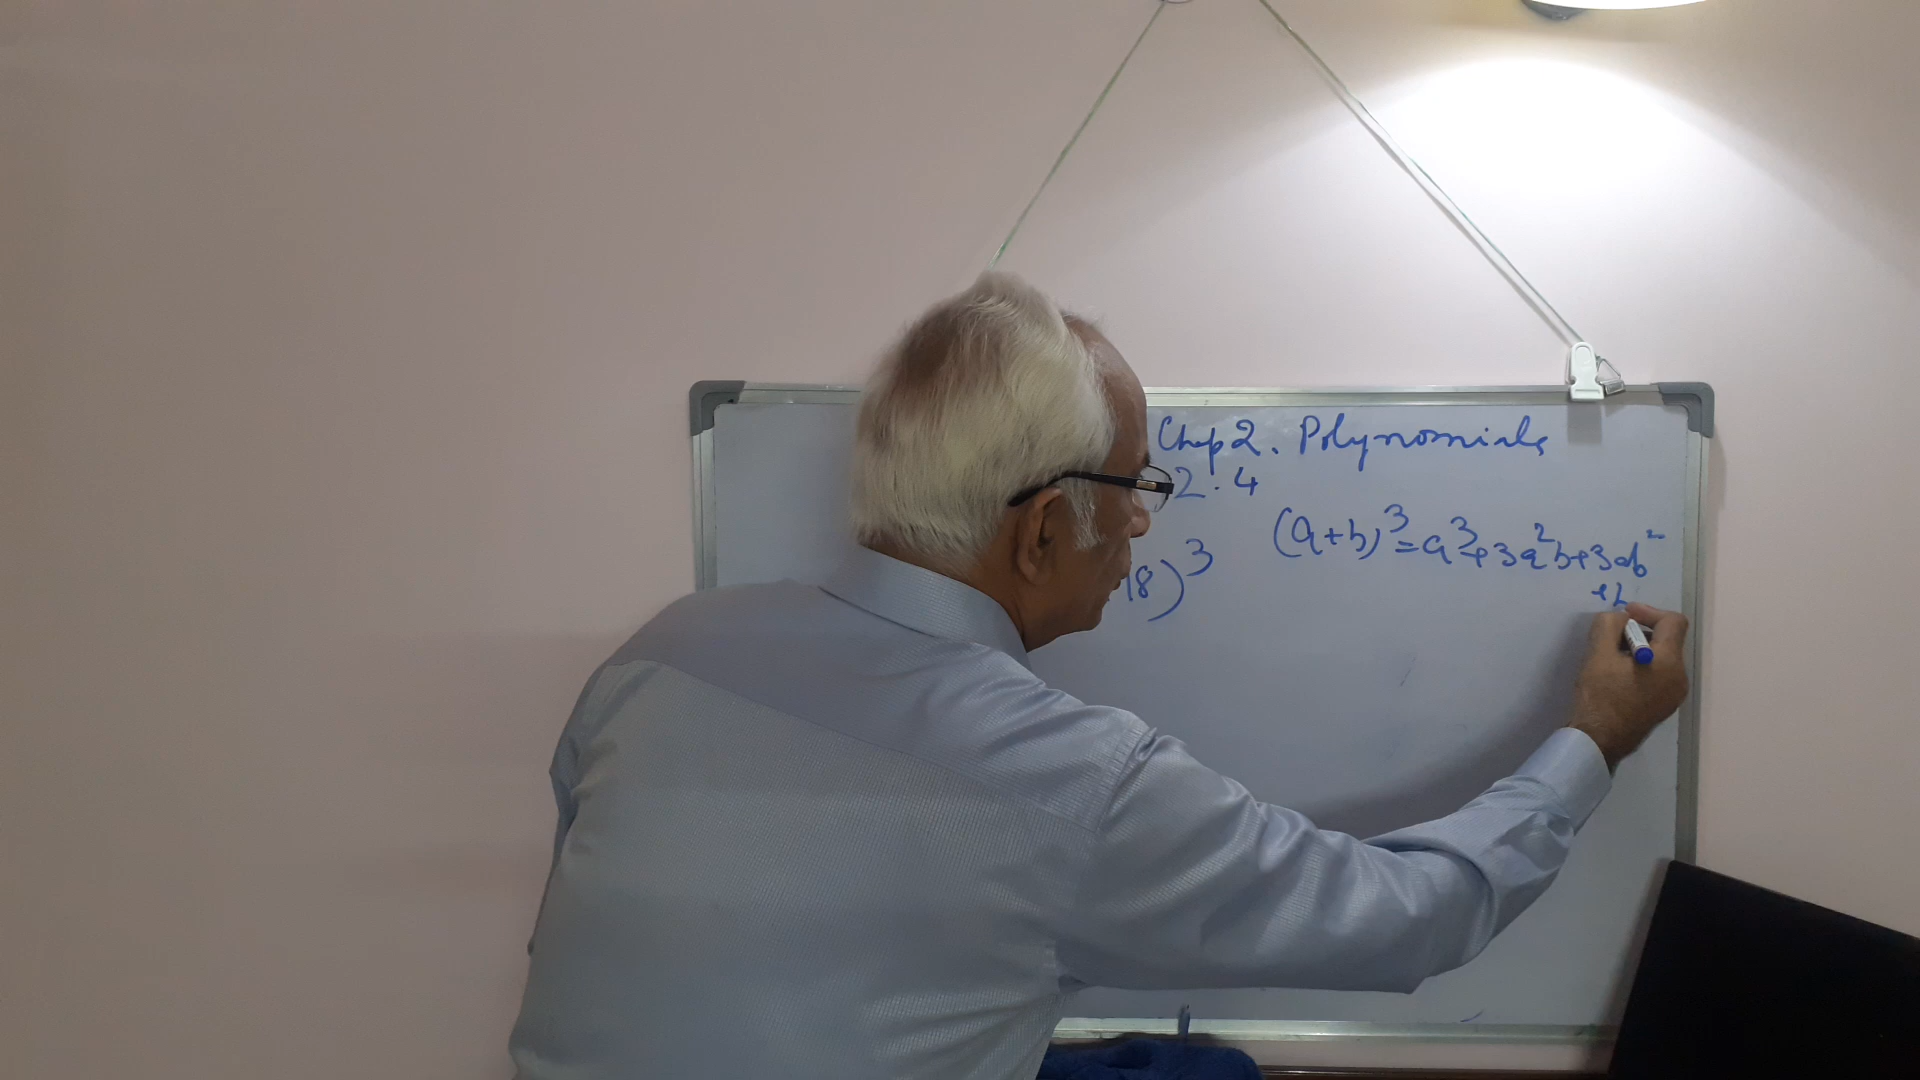 Chap 2. Polynomials
2.4
18)³
(a+b)³=a³+3a²b+3ab²
+b